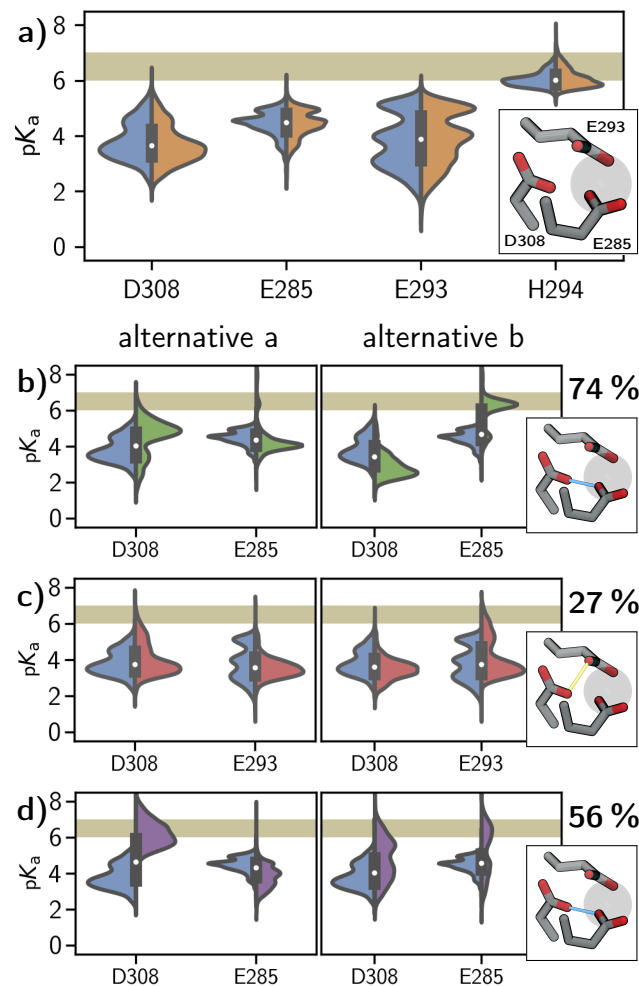 a)
8
6
4
2
0
pKa
E293
D308
E285
D308 E285 E293 H294
alternative a alternative b
b)
74 %
8
6
4
2
0
pKa
D308 E285 D308 E285
c)
27 %
8
6
4
2
0
pKa
D308 E293 D308 E293
d)
56 %
8
6
4
2
0
pKa
D308 E285 D308 E285